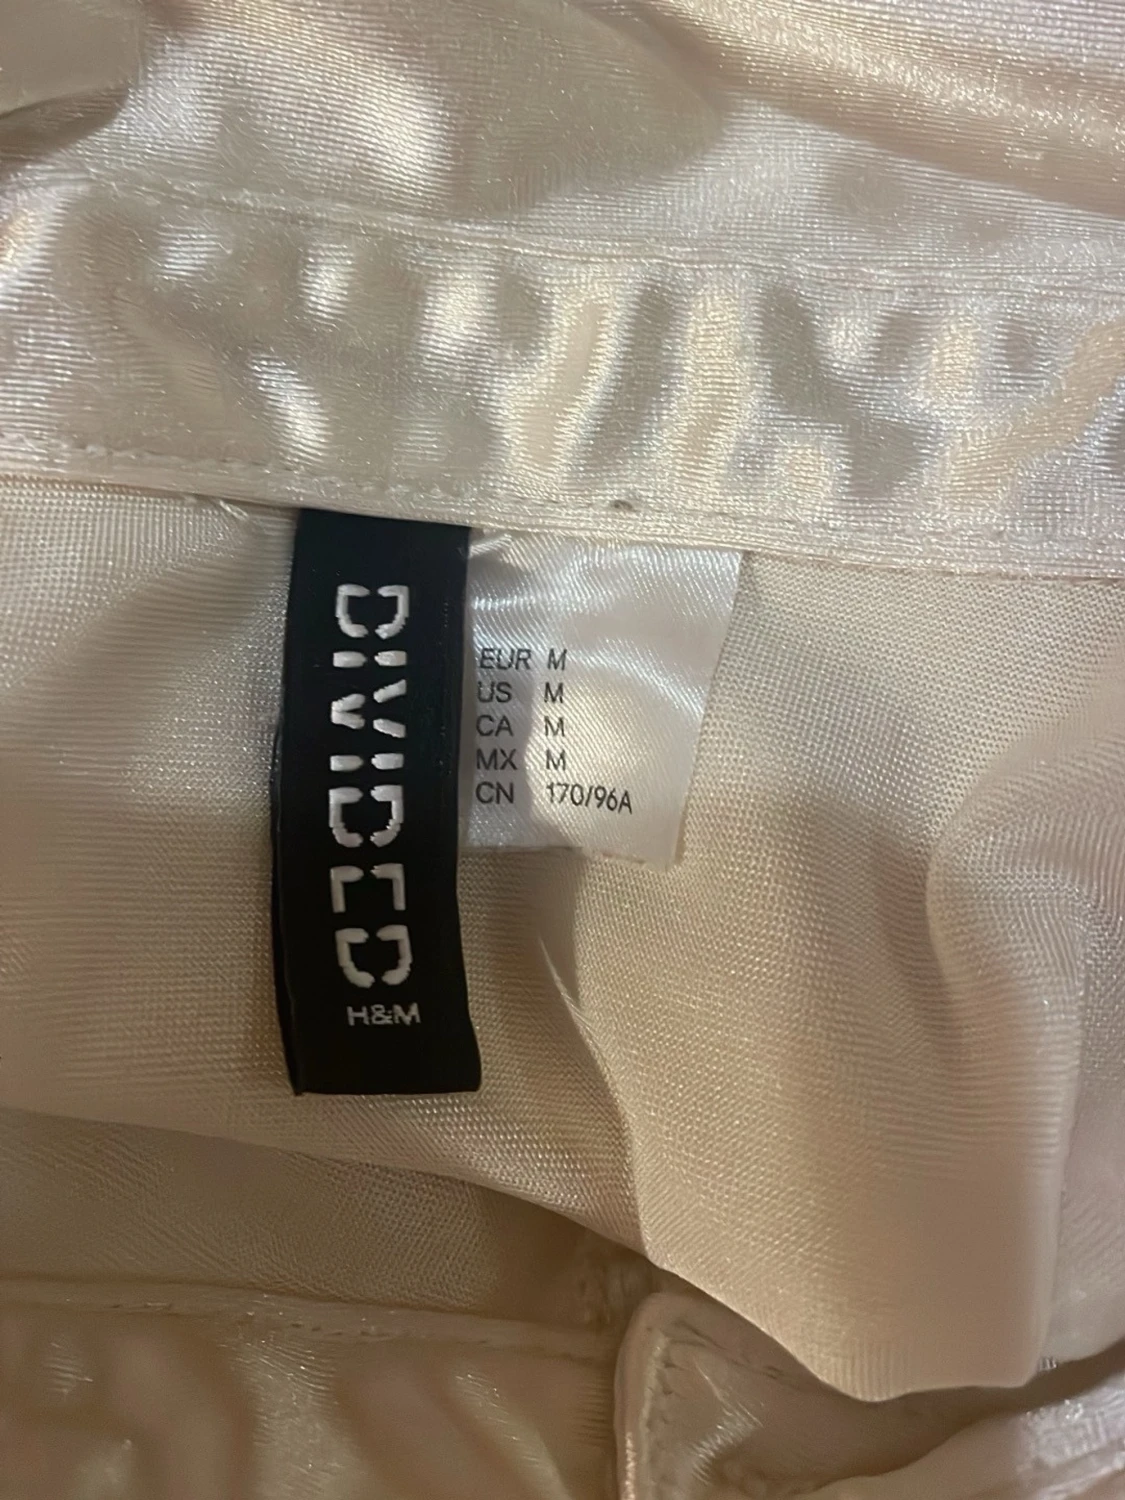 DIVIDED
H&M
EUR M
US M
CA M
MX M
CN 170/96A